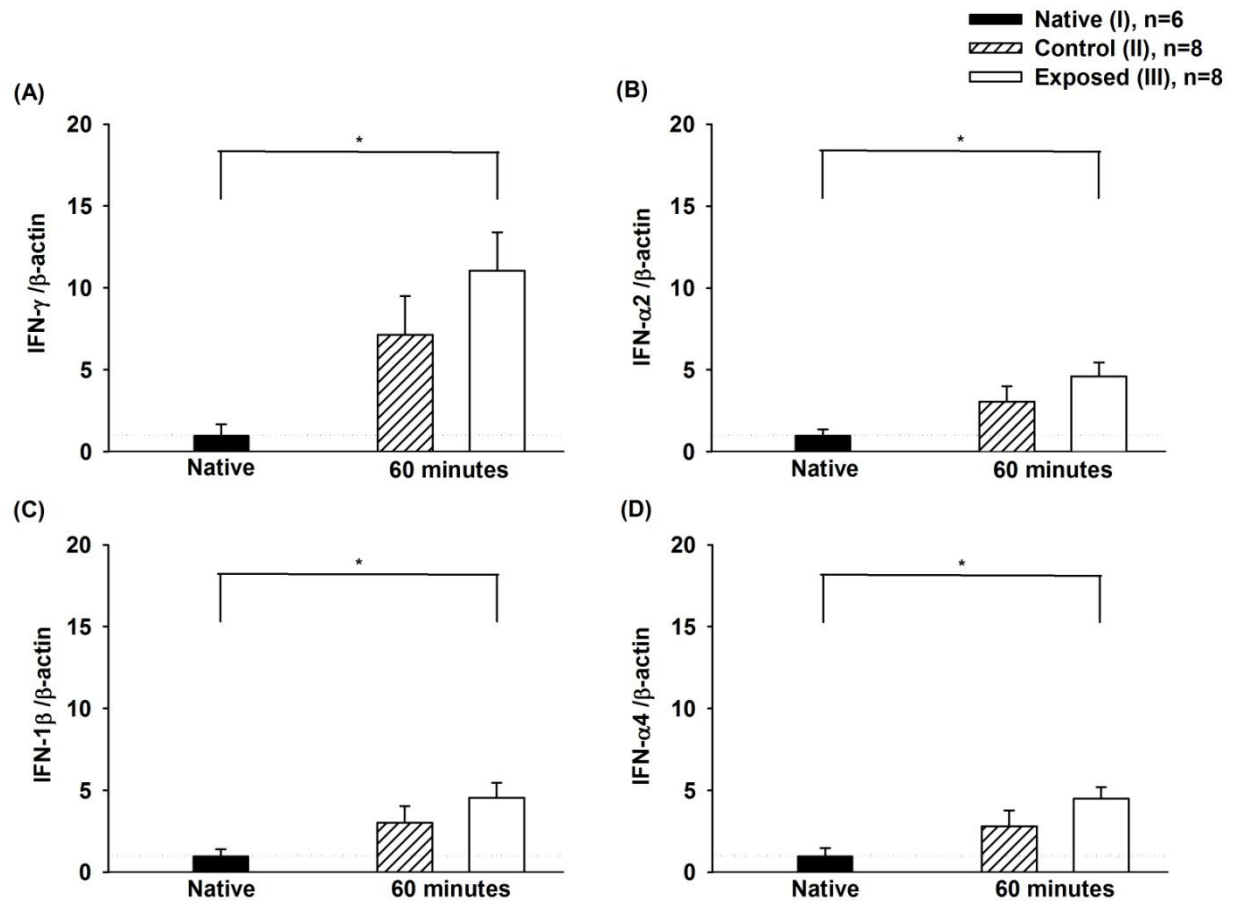 Native (I), n=6
Control (II), n=8
Exposed (III), n=8
(A)
20
15
10
5
0
IFN-γ /β-actin
*
Native
60 minutes
(B)
20
15
10
5
0
IFN-α2 /β-actin
*
Native
60 minutes
(C)
20
15
10
5
0
IFN-1β /β-actin
*
Native
60 minutes
(D)
20
15
10
5
0
IFN-α4 /β-actin
*
Native
60 minutes